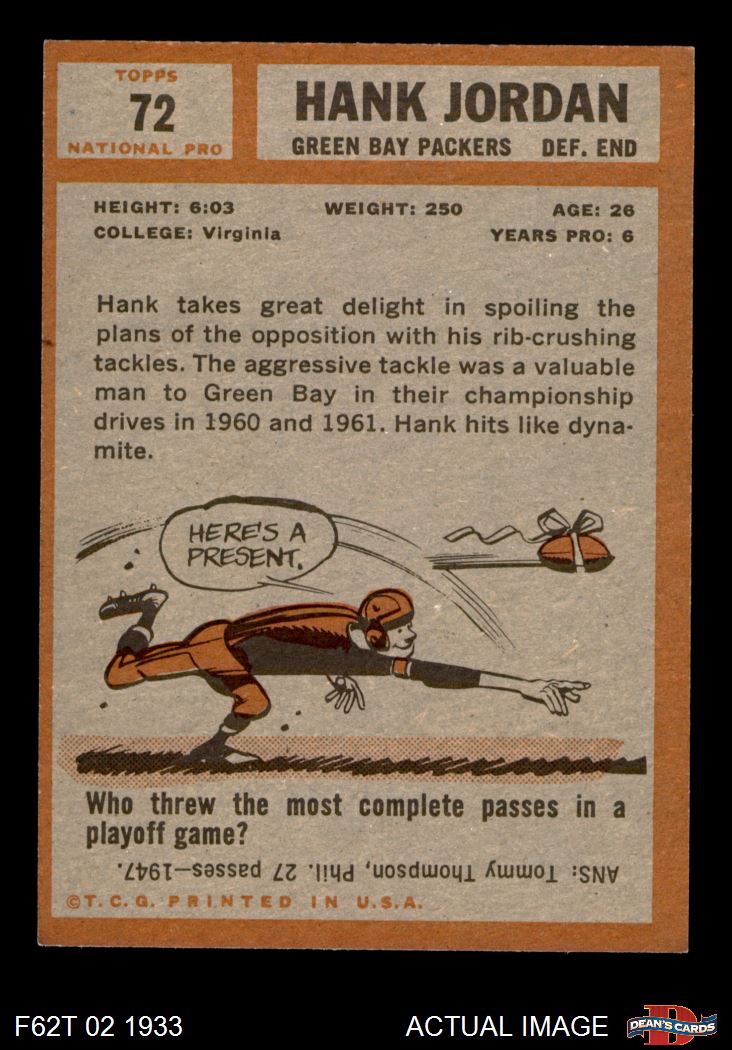 TOPPS
72
NATIONAL PRO
HANK JORDAN
GREEN BAY PACKERS DEF. END
HEIGHT: 6:03 WEIGHT: 250 AGE: 26
COLLEGE: Virginia YEARS PRO: 6
Hank takes great delight in spoiling the
plans of the opposition with his rib-crushing
tackles. The aggressive tackle was a valuable
man to Green Bay in their championship
drives in 1960 and 1961. Hank hits like dyna-
mite.
HERE'S A
PRESENT.
Who threw the most complete passes in a
playoff game?
ANS: Tommy Thompson, Phil. 27 passes—1947.
©T.C.G. PRINTED IN U.S.A.
F62T 02 1933 ACTUAL IMAGE
D
DEAN'S CARDS